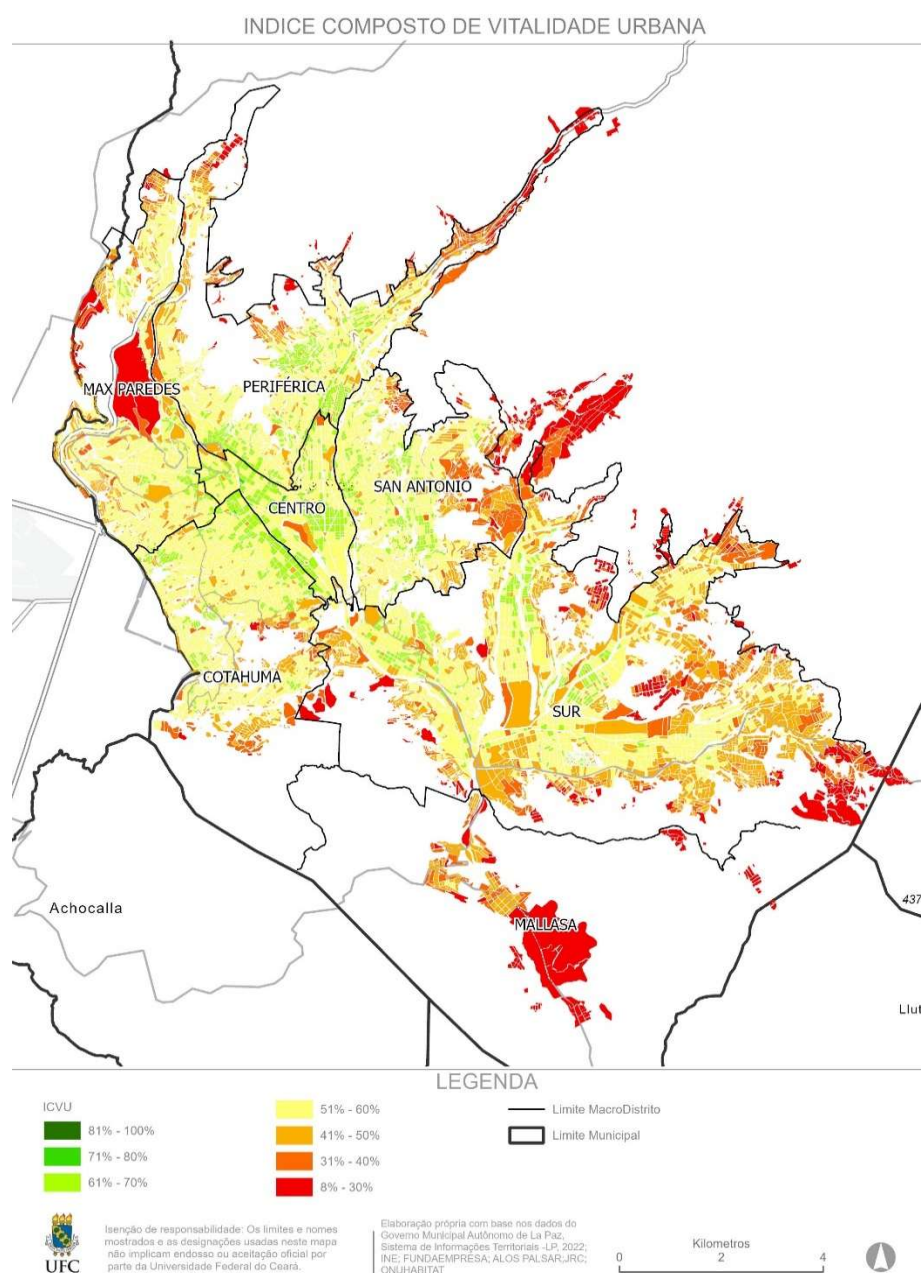 INDICE COMPOSTO DE VITALIDADE URBANA
MAX PAREDES
PERIFÉRICA
SAN ANTONIO
CENTRO
COTAHUMA
SUR
Achocalla
437
MALLASA
Llut
LEGENDA
ICVU
81% - 100%
71% - 80%
61% - 70%
51% - 60%
41% - 50%
31% - 40%
8% - 30%
Limite MacroDistrito
Limite Municipal
UFC
Isenção de responsabilidade: Os limites e nomes
mostrados e as designações usadas neste mapa
não implicam endosso ou aceitação oficial por
parte da Universidade Federal do Ceará.
Elaboração própria com base nos dados do
Governo Municipal Autônomo de La Paz,
Sistema de Informações Territoriais -LP, 2022;
INE; FUNDAEMPRESA; ALOS PALSAR;JRC;
ONUHABITAT
Kilometros
0 2 4